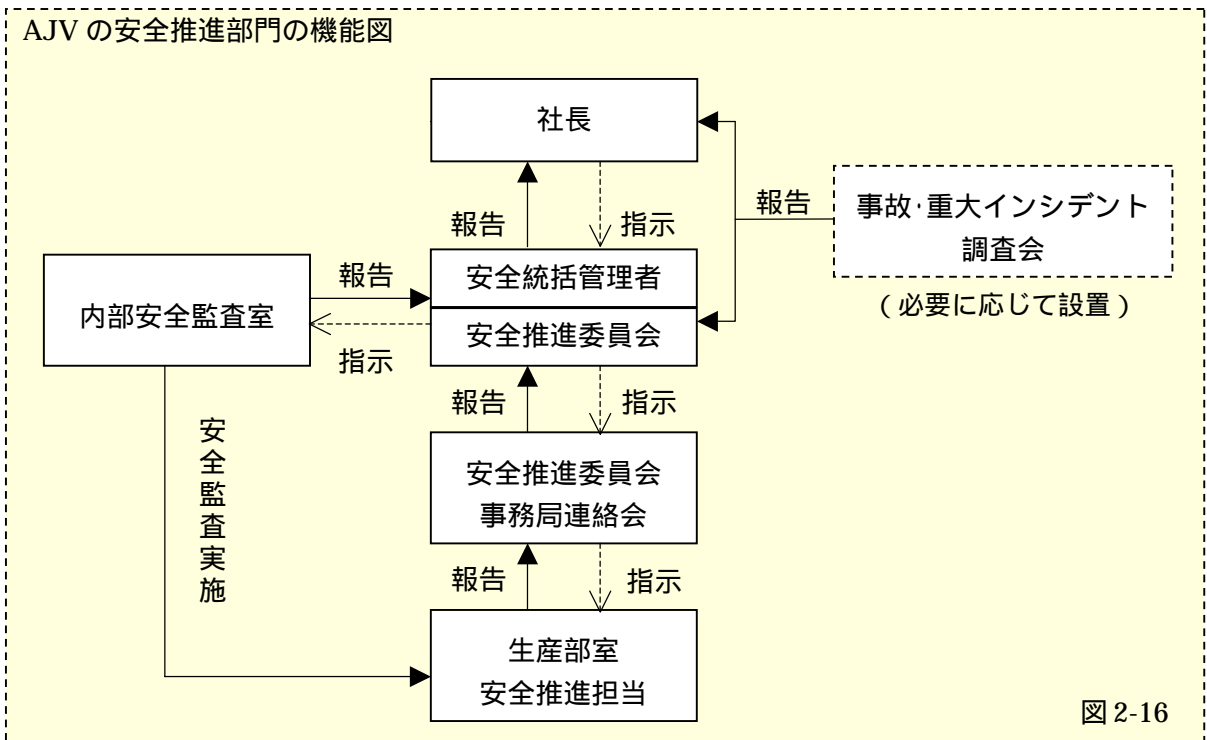 AJV の安全推進部門の機能図
社長
報告
指示
報告
事故･重大インシデント
調査会
（必要に応じて設置）
内部安全監査室
報告
指示
安全統括管理者
安全推進委員会
報告
指示
安全監査実施
安全推進委員会
事務局連絡会
報告
指示
生産部室
安全推進担当
図 2-16